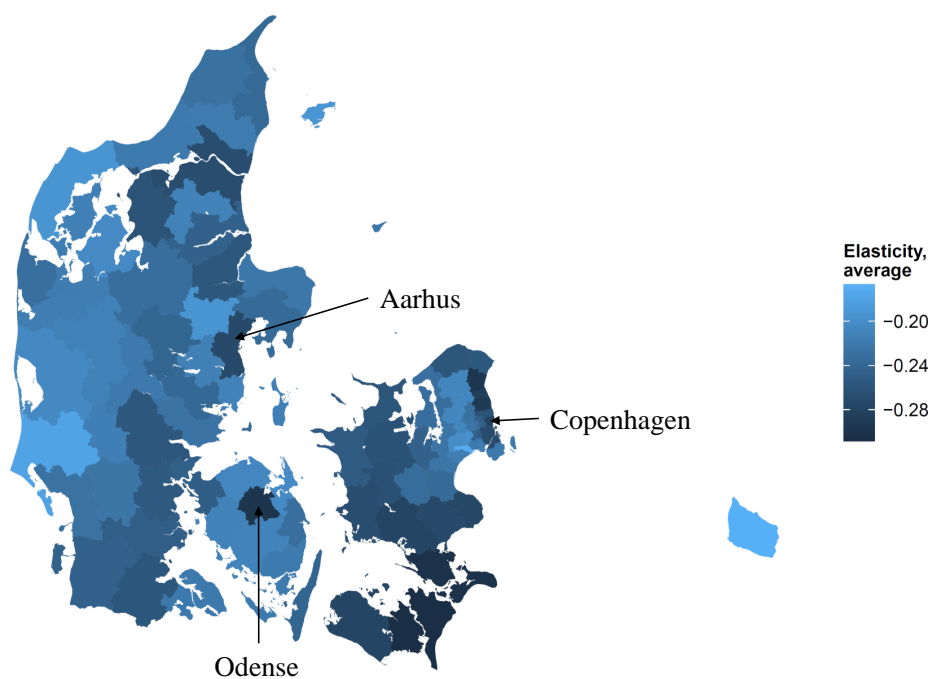 Elasticity,
average
Aarhus
−0.20
−0.24
−0.28
Copenhagen
Odense